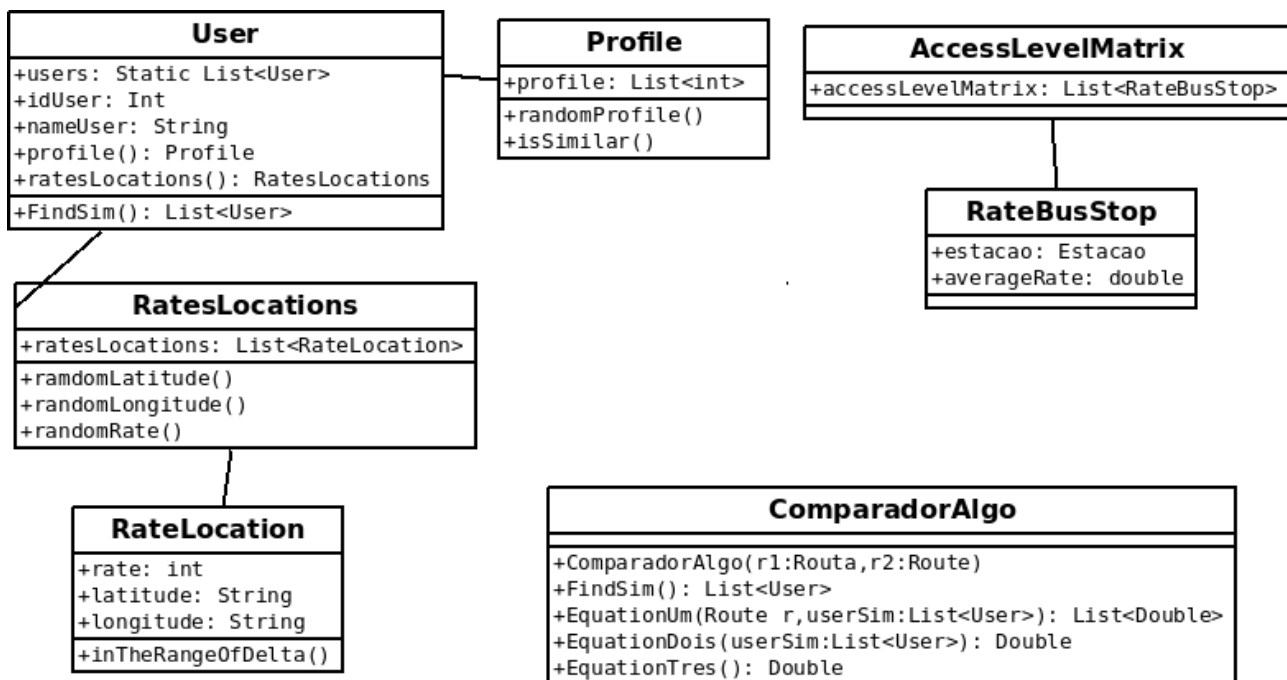 User
+users: Static List<User>
+idUser: Int
+nameUser: String
+profile(): Profile
+ratesLocations(): RatesLocations
+FindSim(): List<User>
Profile
+profile: List<int>
+randomProfile()
+isSimilar()
AccessLevelMatrix
+accessLevelMatrix: List<RateBusStop>
RateBusStop
+estacao: Estacao
+averageRate: double
RatesLocations
+ratesLocations: List<RateLocation>
+ramdomLatitude()
+randomLongitude()
+randomRate()
RateLocation
+rate: int
+latitude: String
+longitude: String
+inTheRangeOfDelta()
ComparadorAlgo
+ComparadorAlgo(r1:Routa,r2:Route)
+FindSim(): List<User>
+EquationUm(Route r,userSim:List<User>): List<Double>
+EquationDois(userSim:List<User>): Double
+EquationTres(): Double